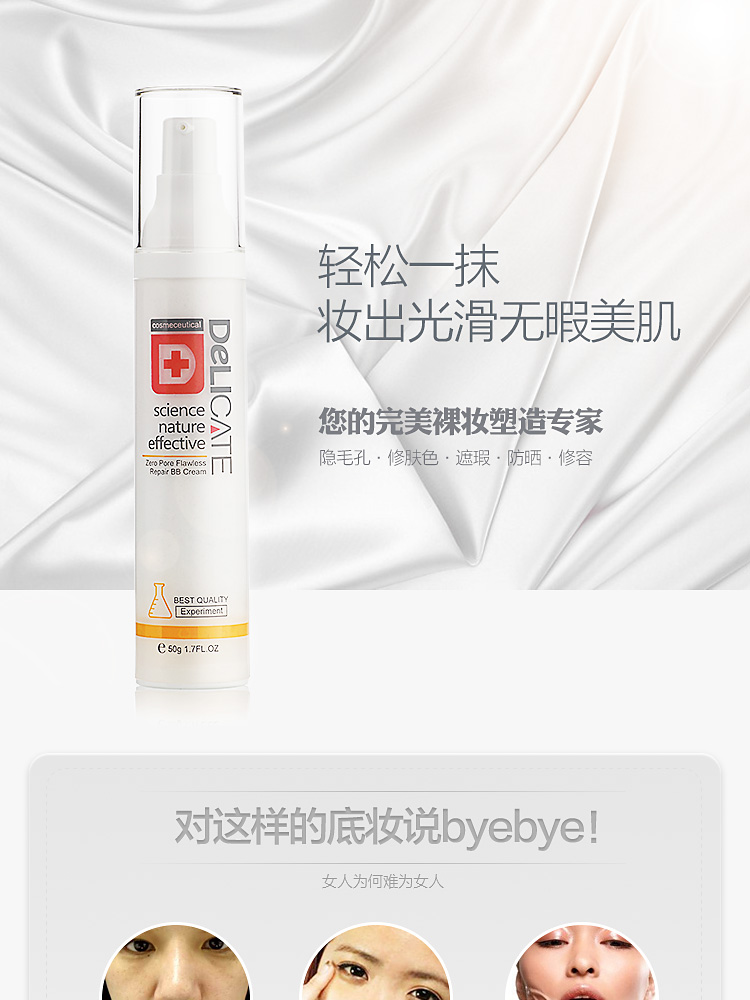 轻松一抹
妆出光滑无暇美肌
您的完美裸妆塑造专家
隐毛孔·修肤色·遮瑕·防晒·修容
cosmeceutical
DeLICATE
science
nature
effective
Zero Pore Flawless
Repair BB Cream
BEST QUALITY
Experiment
e 50g 1.7FL.OZ
对这样的底妆说byebye!
女人为何难为女人